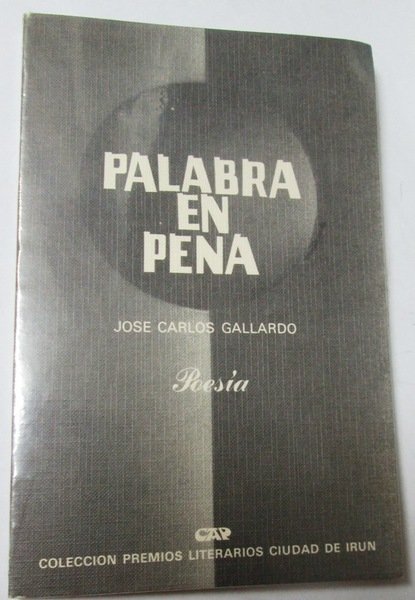 PALABRA
EN
PENA
JOSE CARLOS GALLARDO
Poesía
CAP
COLECCION PREMIOS LITERARIOS CIUDAD DE IRUN